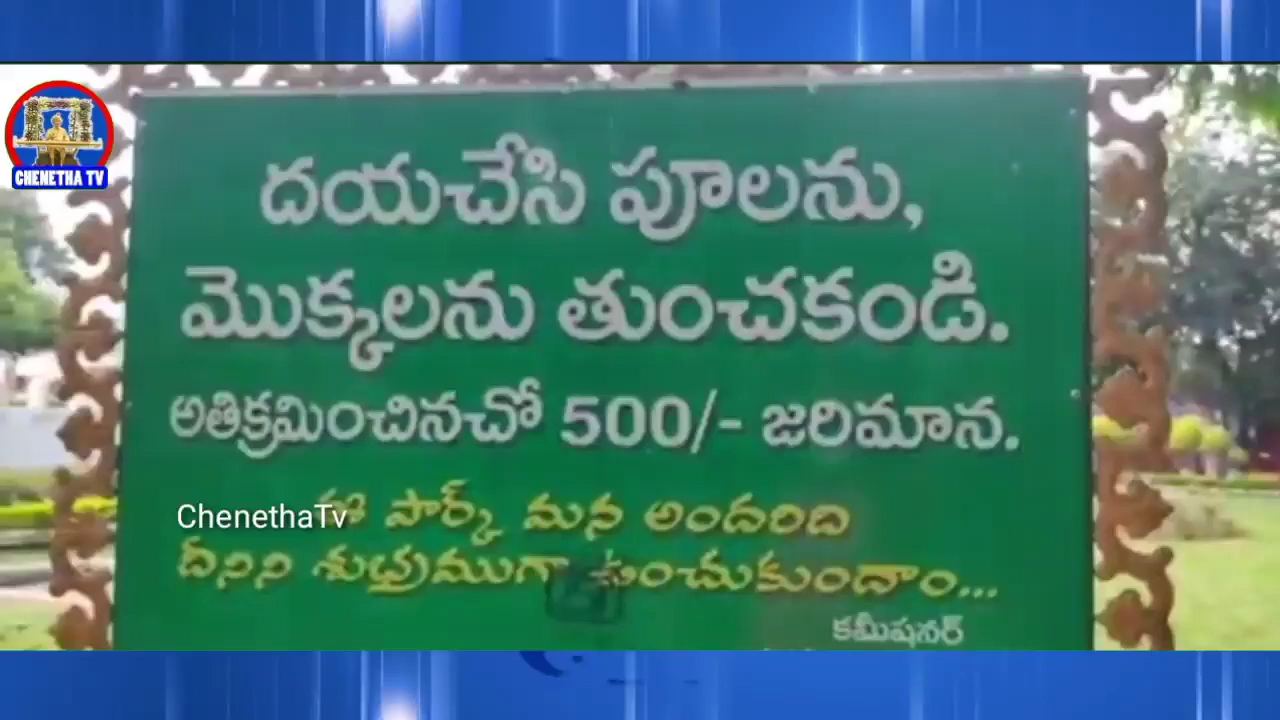 CHENETHA TV
దయచేసి పూలను,
మొక్కలను తుంచకండి.
అతిక్రమించినచో 500/- జరిమాన.
ChenethaTv
ఈ పార్క్ మన అందరిది
దీనిని శుభ్రముగా ఉంచుకుందాం...
కమీషనర్